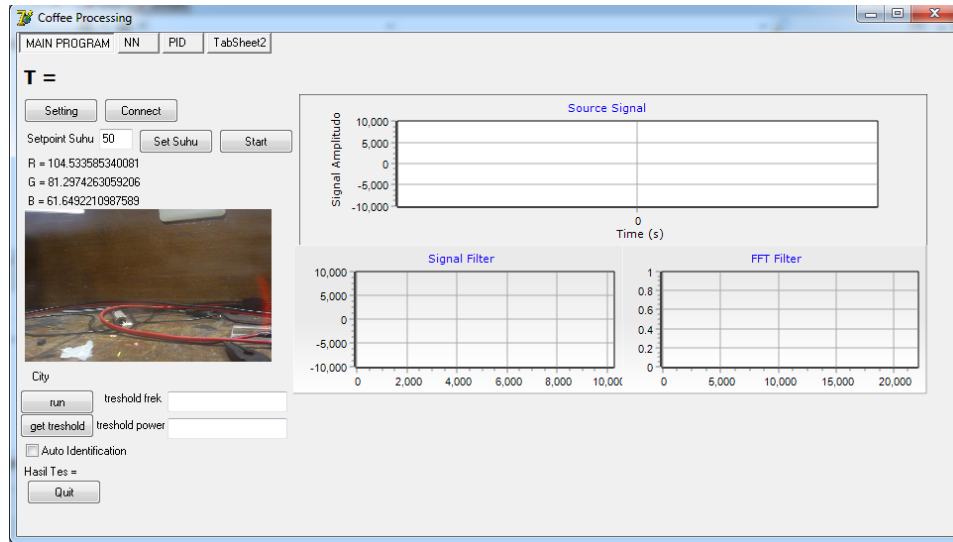 Coffee Processing
MAIN PROGRAM NN PID TabSheet2
T =
Setting Connect
Setpoint Suhu 50 Set Suhu Start
R = 104.533585340081
G = 81.2974263059206
B = 61.6492210987589
City
run treshold frek
get treshold treshold power
Auto Identification
Hasil Tes =
Quit
Source Signal
Signal Amplitudo
10,000
5,000
0
-5,000
-10,000
0
Time (s)
Signal Filter
10,000
5,000
0
-5,000
-10,000
0 2,000 4,000 6,000 8,000 10,000
FFT Filter
1
0.8
0.6
0.4
0.2
0
0 5,000 10,000 15,000 20,000